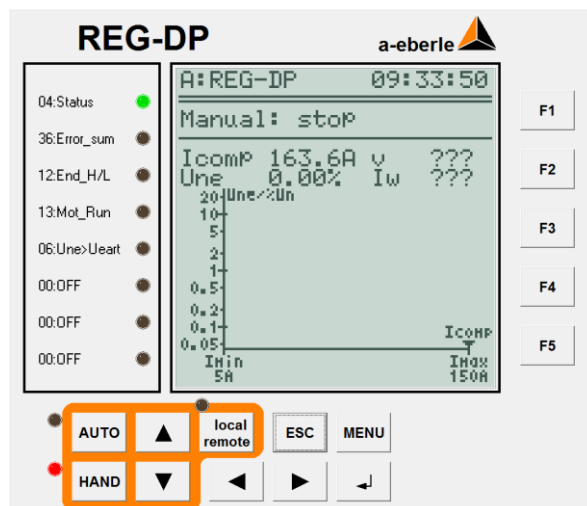 REG-DP
a-eberle
04:Status
36:Error_sum
12:End_H/L
13:Mot_Run
06:Une>Ueart
00:OFF
00:OFF
00:OFF
A:REG-DP 09:33:50
Manual: stop
Icomp 163.6A v ???
Une 0.00% Iw ???
20 Une/%Un
10
5
2
1
0.5
0.2
0.1
0.05
Icomp
Imin
5A
Imax
150A
F1
F2
F3
F4
F5
AUTO ▲ local remote ESC MENU
HAND ▼ ◀ ▶ ↵